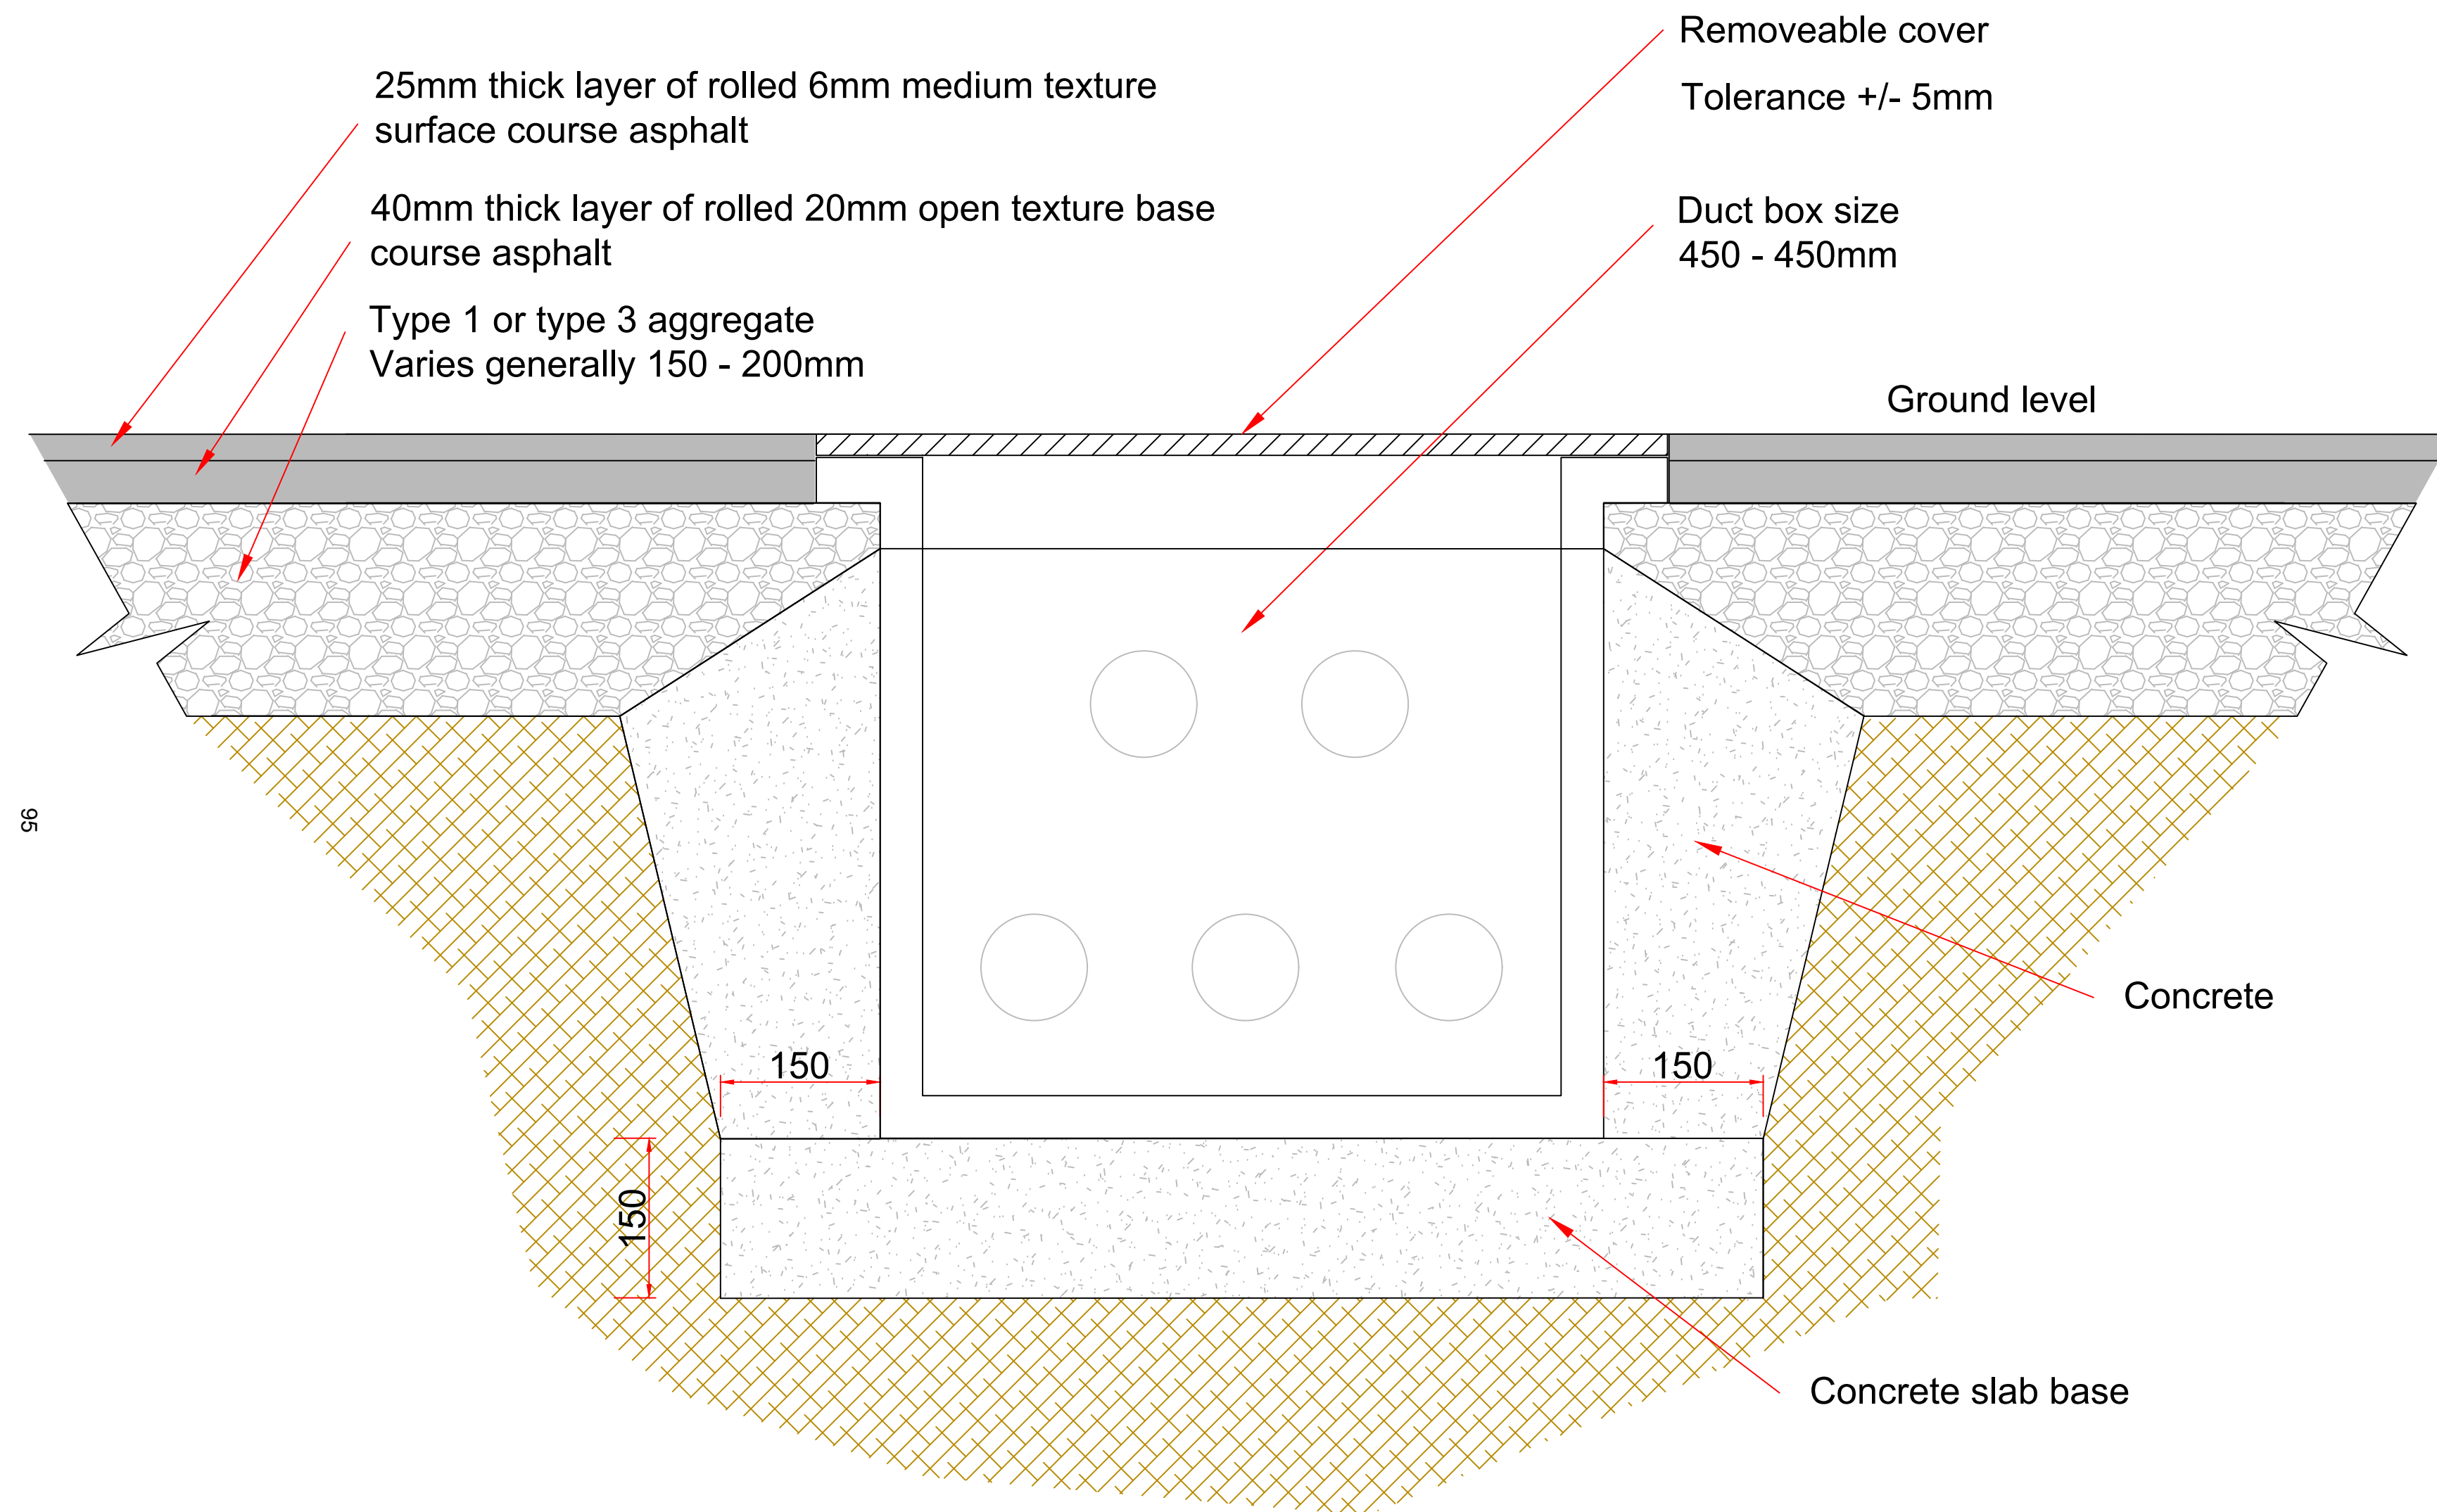 Removeable cover
Tolerance +/- 5mm
25mm thick layer of rolled 6mm medium texture
surface course asphalt
40mm thick layer of rolled 20mm open texture base
course asphalt
Duct box size
450 - 450mm
Type 1 or type 3 aggregate
Varies generally 150 - 200mm
Ground level
95
Concrete
150
150
150
Concrete slab base